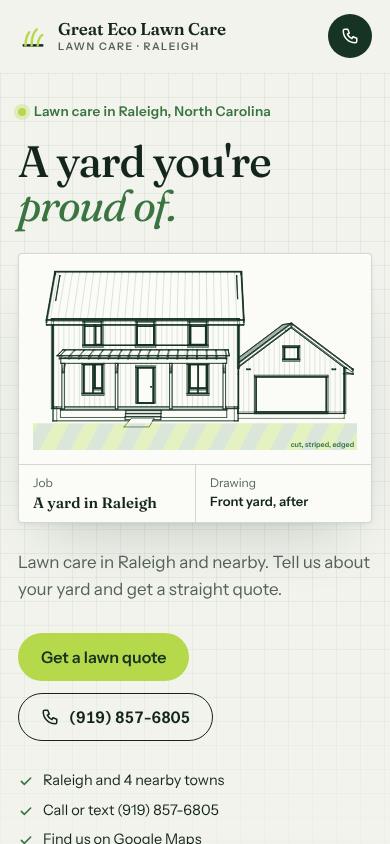 Great Eco Lawn Care
LAWN CARE · RALEIGH
Lawn care in Raleigh, North Carolina
A yard you're
proud of.
cut, striped, edged
Job
A yard in Raleigh
Drawing
Front yard, after
Lawn care in Raleigh and nearby. Tell us about
your yard and get a straight quote.
Get a lawn quote
(919) 857-6805
Raleigh and 4 nearby towns
Call or text (919) 857-6805
Find us on Google Maps